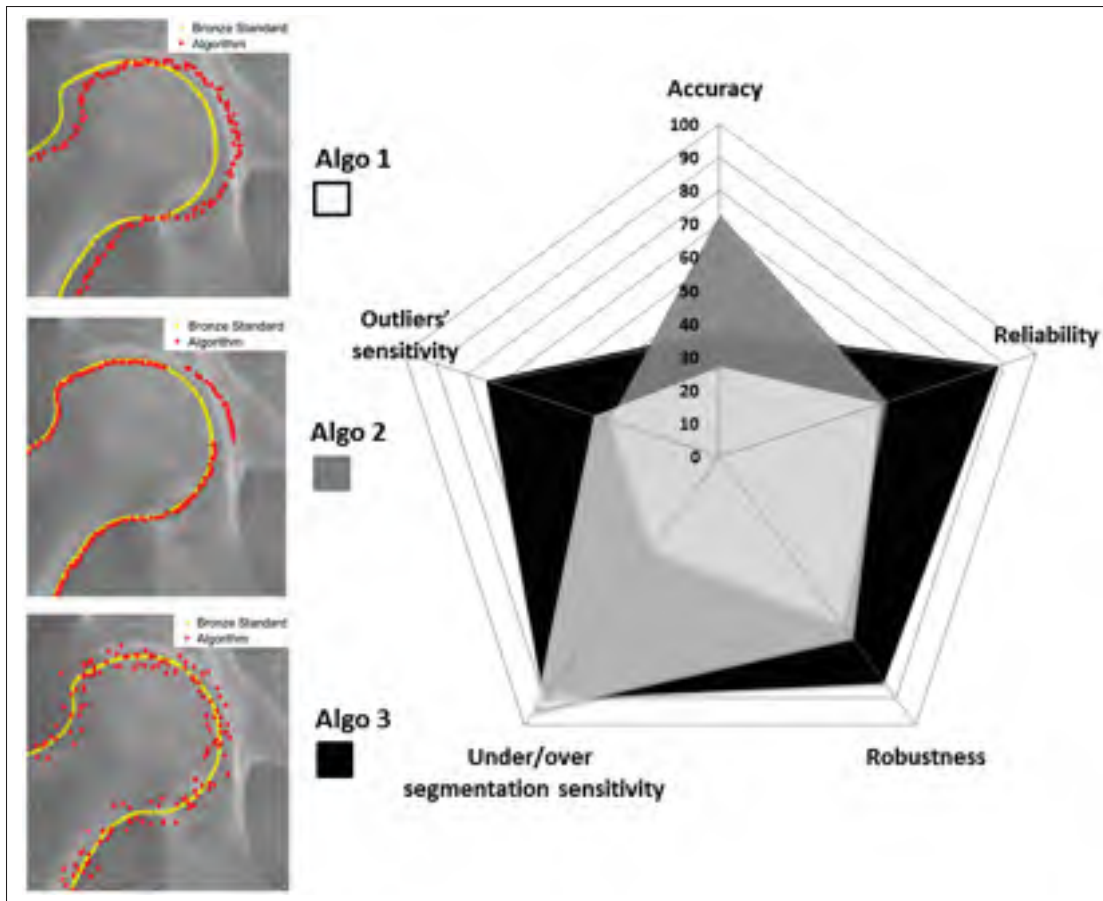 Bronze Standard
Algorithm
Algo 1
Bronze Standard
Algorithm
Algo 2
Bronze Standard
Algorithm
Algo 3
Accuracy
100
90
80
70
60
50
40
30
20
10
0
Reliability
Outliers'
sensitivity
Under/over
segmentation sensitivity
Robustness